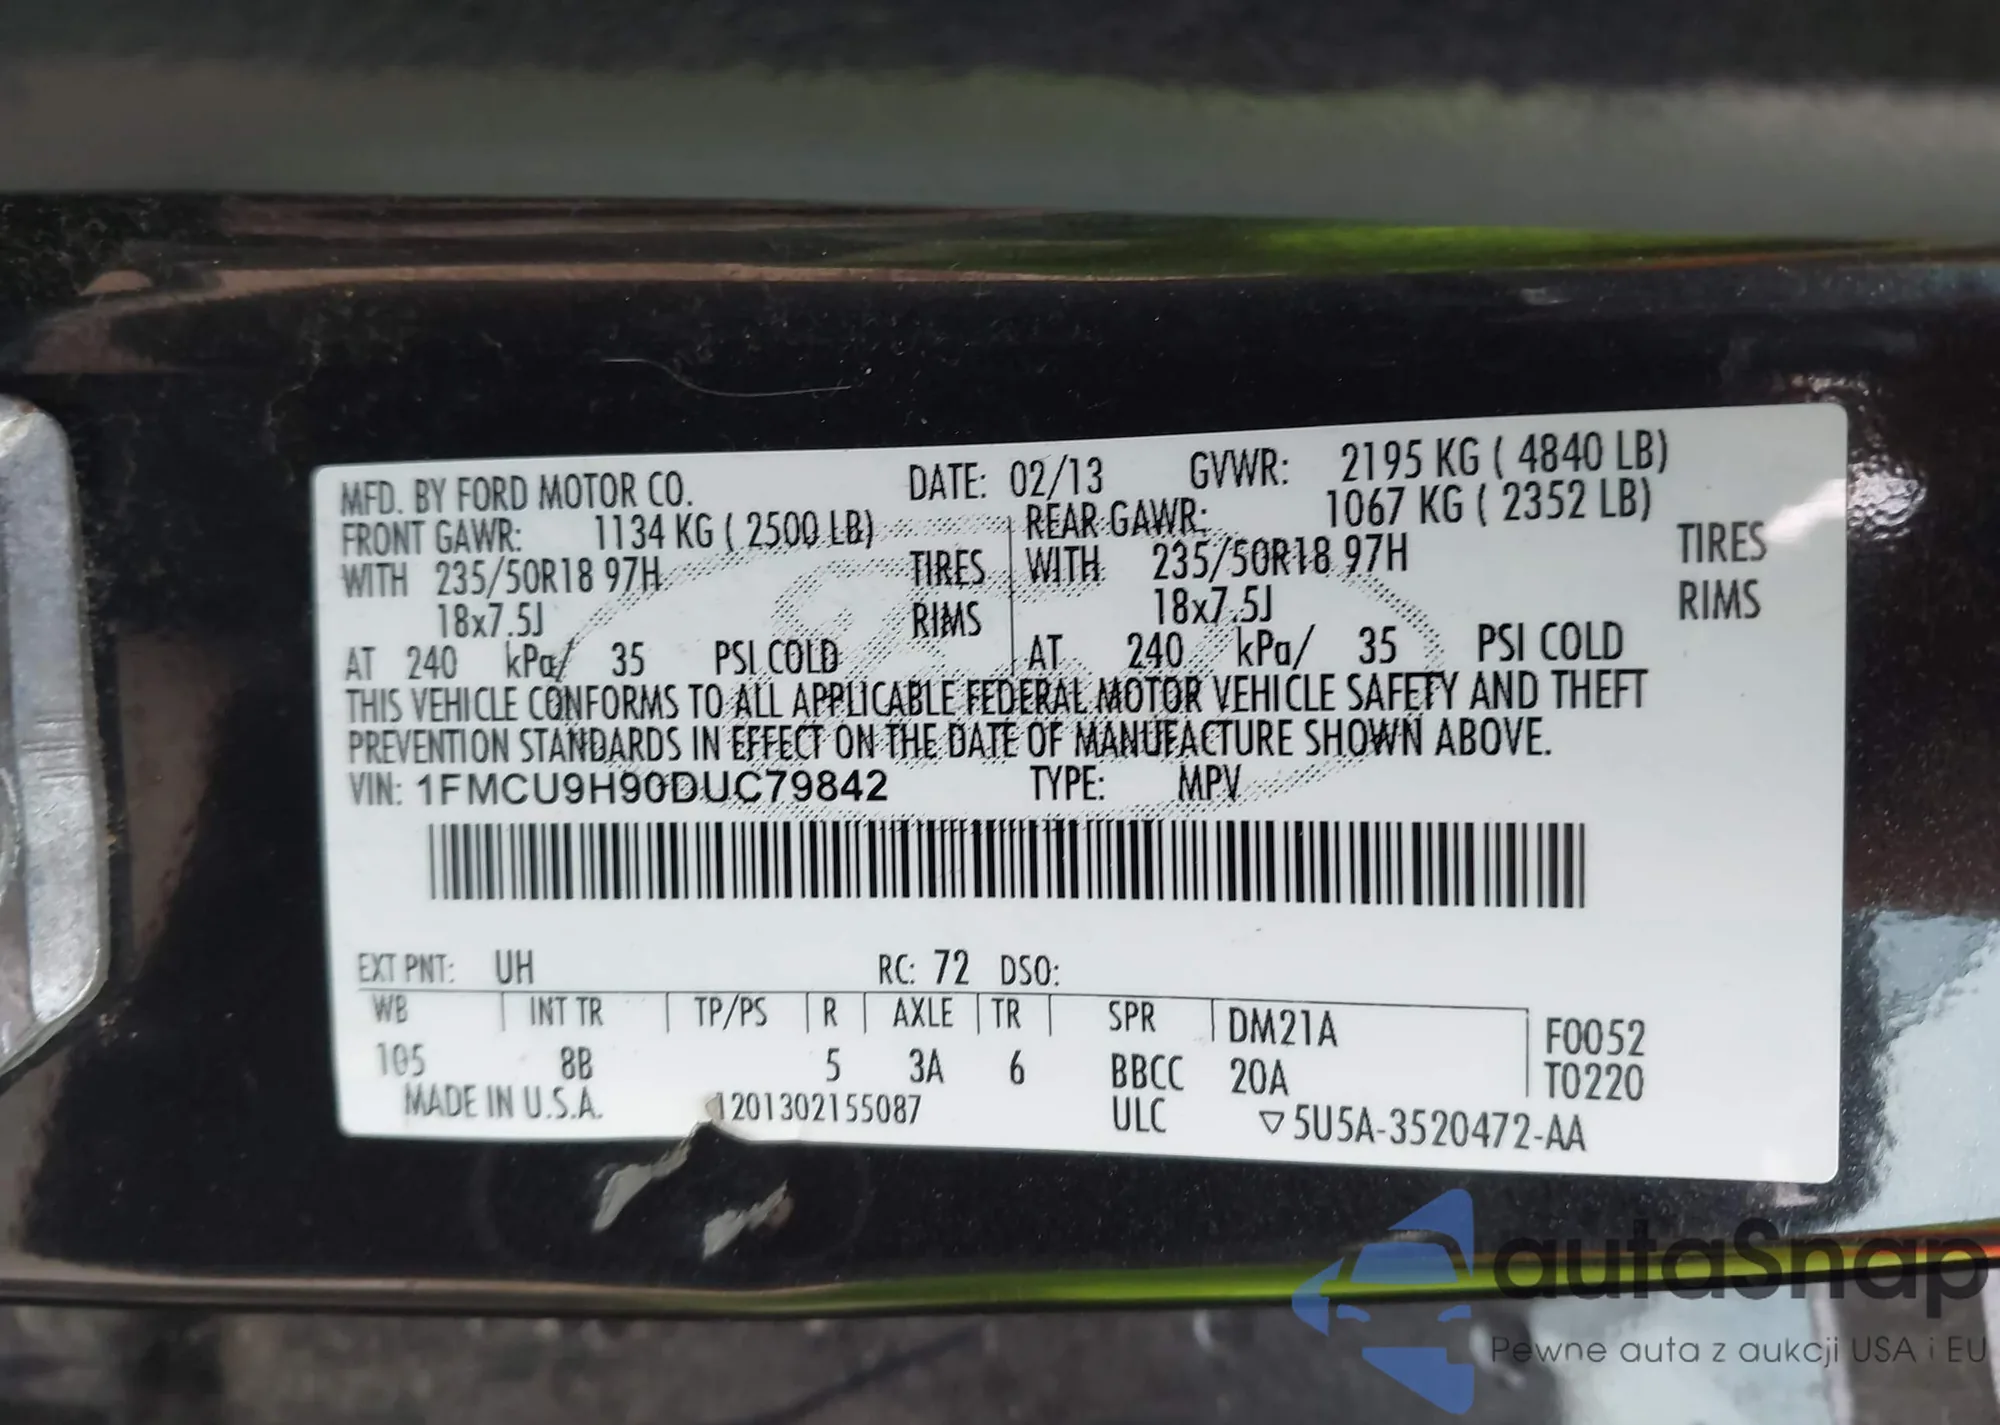 MFD. BY FORD MOTOR CO. DATE: 02/13 GVWR: 2195 KG ( 4840 LB)
FRONT GAWR: 1134 KG ( 2500 LB) REAR GAWR: 1067 KG ( 2352 LB)
WITH 235/50R18 97H TIRES WITH 235/50R18 97H TIRES
18x7.5J RIMS 18x7.5J RIMS
AT 240 kPa/ 35 PSI COLD AT 240 kPa/ 35 PSI COLD
THIS VEHICLE CONFORMS TO ALL APPLICABLE FEDERAL MOTOR VEHICLE SAFETY AND THEFT
PREVENTION STANDARDS IN EFFECT ON THE DATE OF MANUFACTURE SHOWN ABOVE.
VIN: 1FMCU9H90DUC79842 TYPE: MPV
EXT PNT: UH RC: 72 DSO:
WB INT TR TP/PS R AXLE TR SPR DM21A F0052
105 8B 5 3A 6 BBCC 20A T0220
MADE IN U.S.A. 1201302155087 ULC ▽5U5A-3520472-AA
autaSnap
Pewne auta z aukcji USA i EU